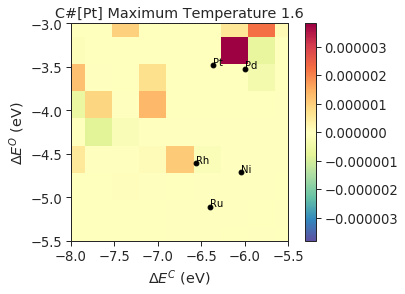 C#[Pt] Maximum Temperature 1.6
−3.0
−3.5
−4.0
−4.5
−5.0
−5.5
ΔE^O (eV)
Pt
Pd
Rh
Ni
Ru
−8.0 −7.5 −7.0 −6.5 −6.0 −5.5
ΔE^C (eV)
0.000003
0.000002
0.000001
0.000000
−0.000001
−0.000002
−0.000003